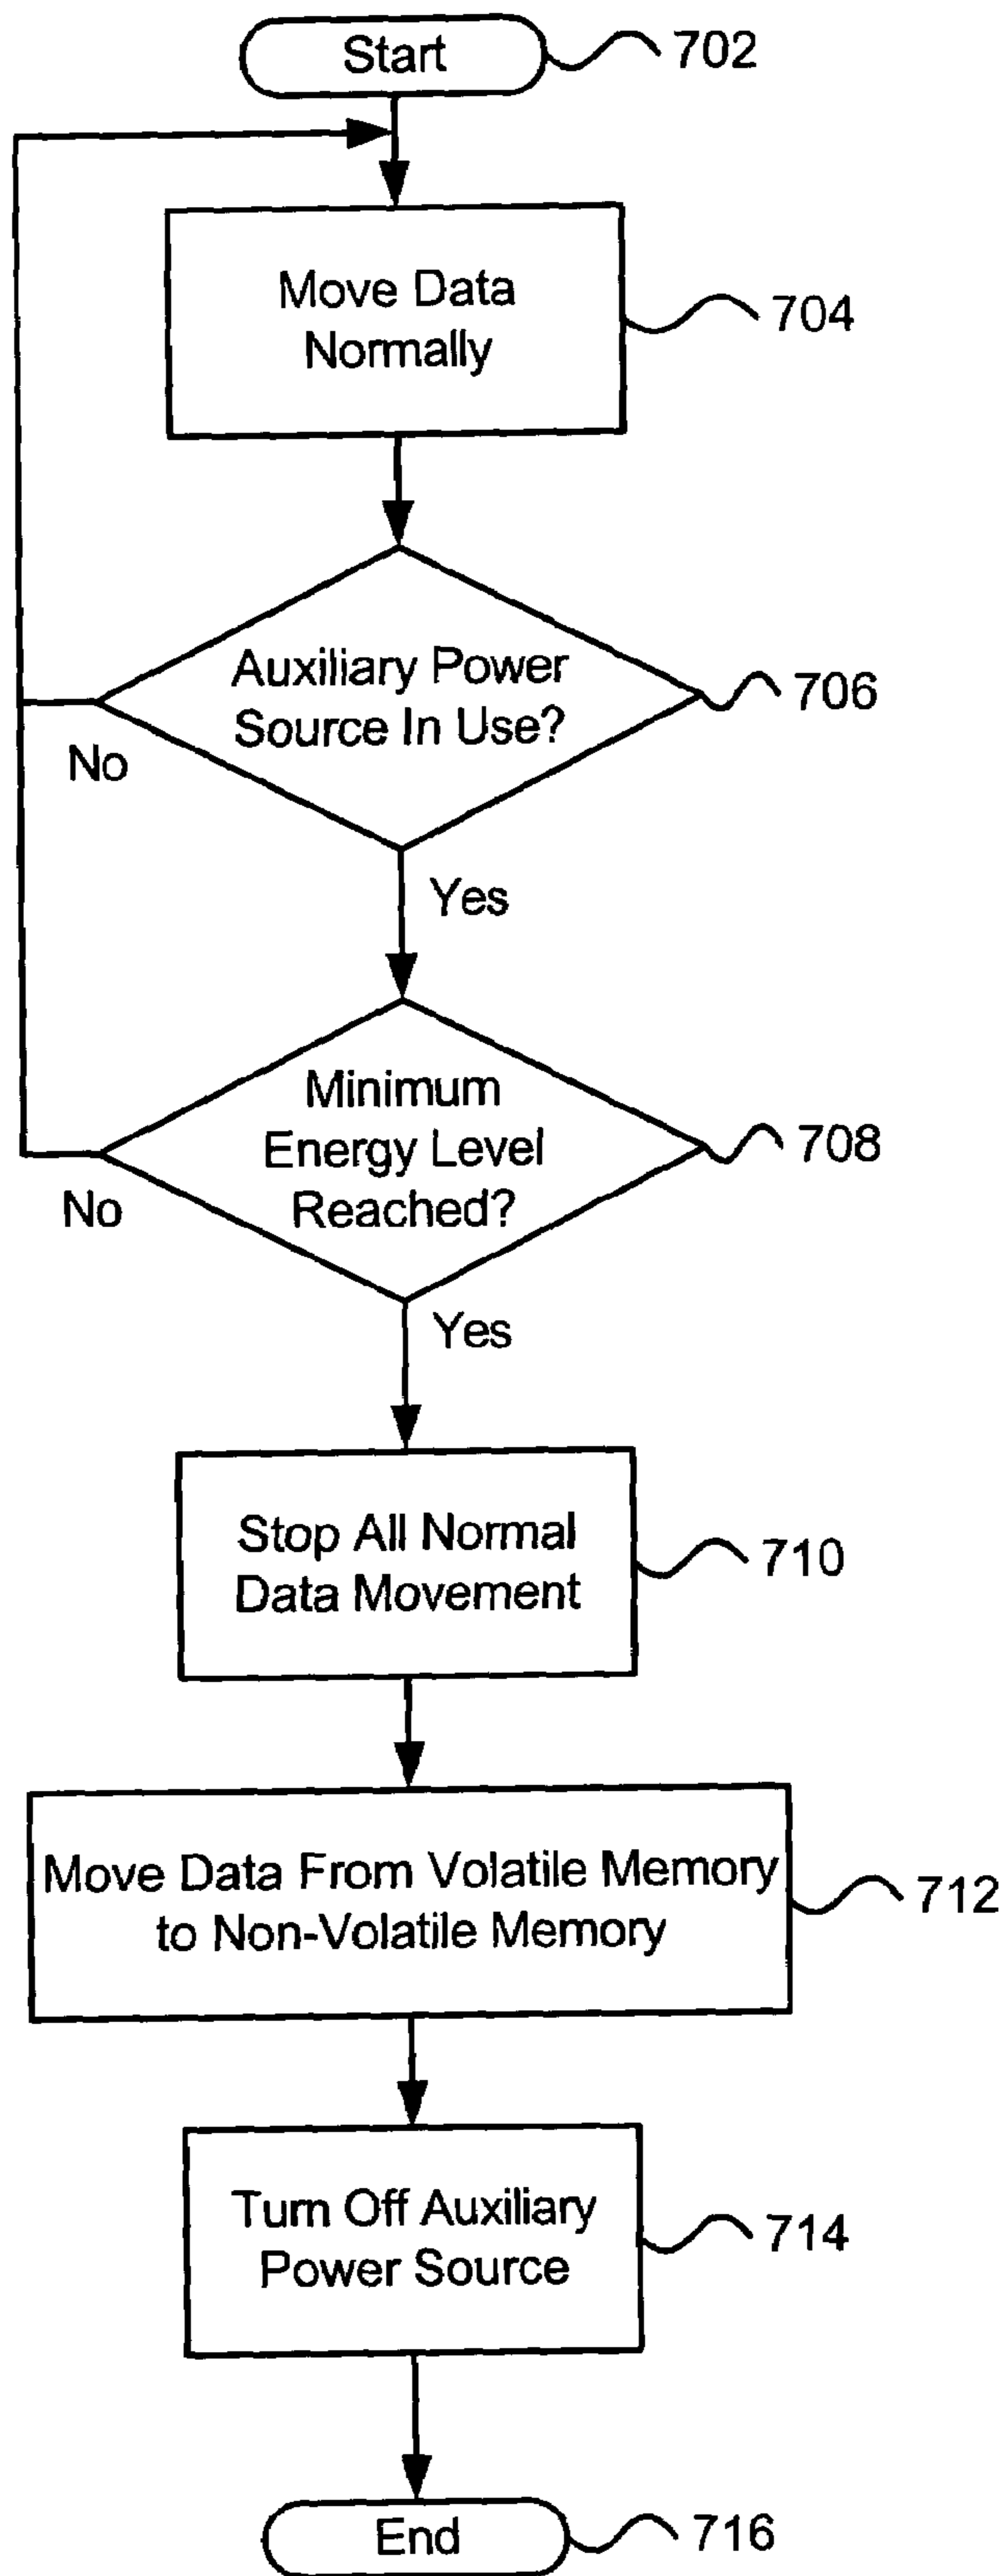 Start
702
Move Data
Normally
704
Auxiliary Power
Source In Use?
706
No
Yes
Minimum
Energy Level
Reached?
708
No
Yes
Stop All Normal
Data Movement
710
Move Data From Volatile Memory
to Non-Volatile Memory
712
Turn Off Auxiliary
Power Source
714
End
716